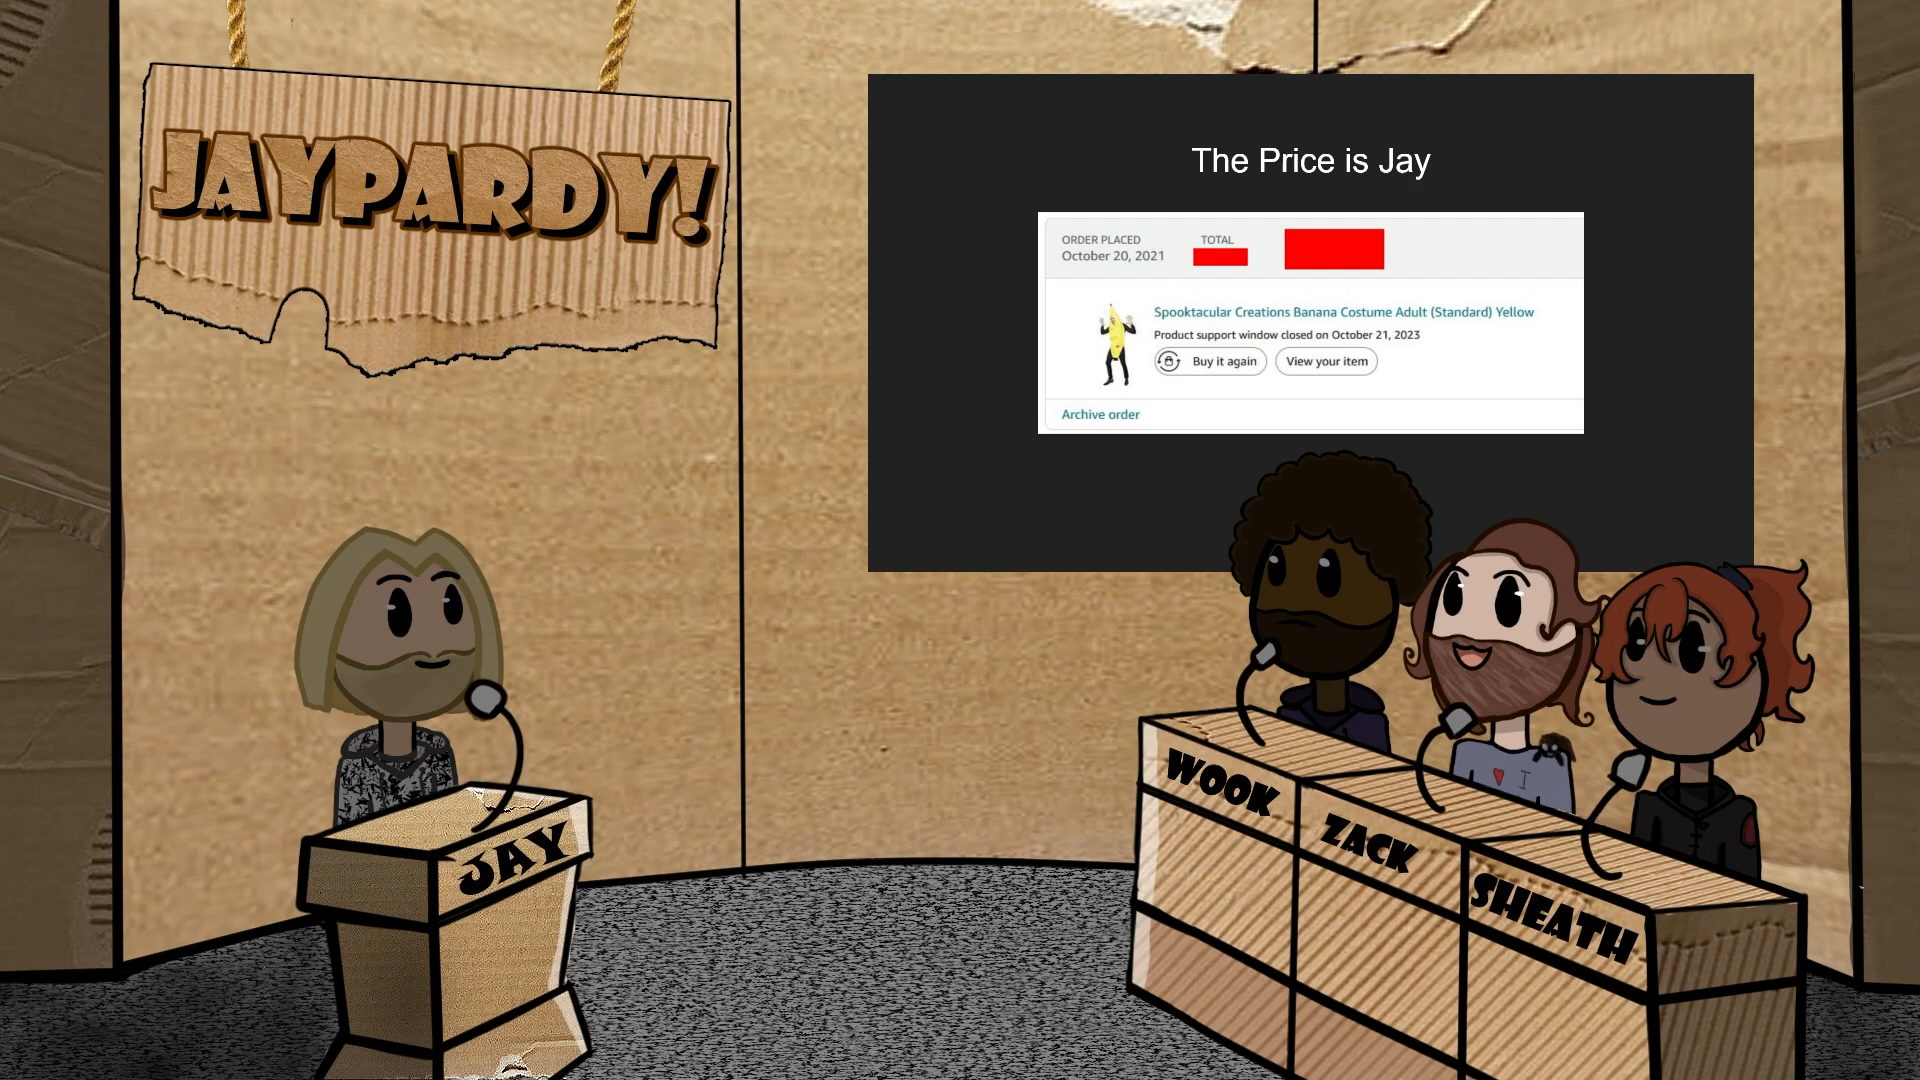 JAYPARDY!
The Price is Jay
ORDER PLACED
TOTAL
October 20, 2021
Spooktacular Creations Banana Costume Adult (Standard) Yellow
Product support window closed on October 21, 2023
Buy it again
View your item
Archive order
I
JAY
WOOK
ZACK
SHEATH